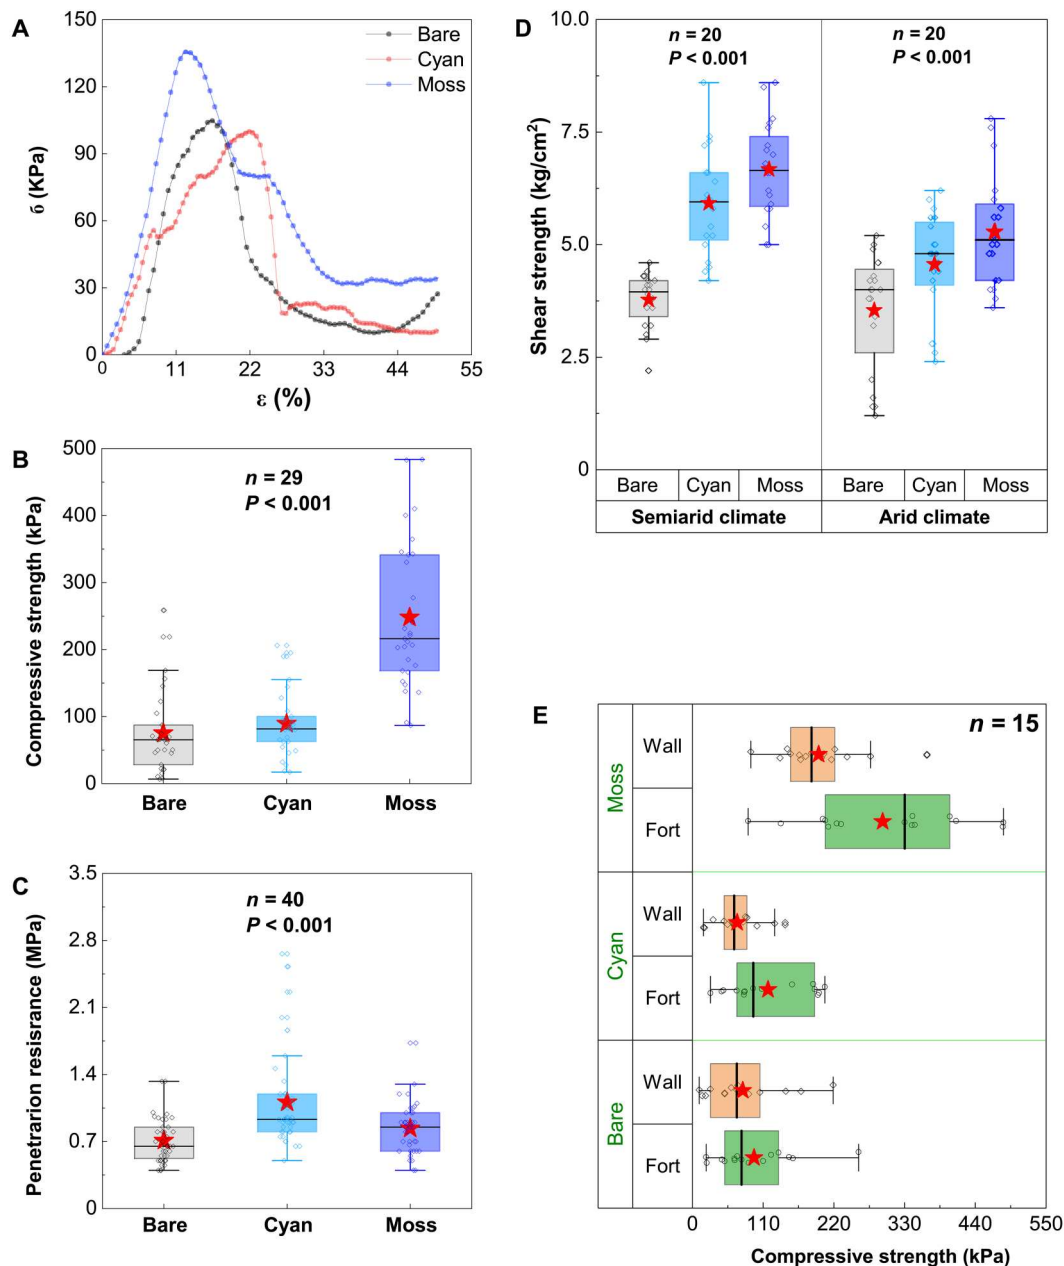 A
150
120
90
60
30
0
ϭ (KPa)
0 11 22 33 44 55
ε (%)
Bare
Cyan
Moss
B
500
400
300
200
100
0
Compressive strength (kPa)
n = 29
P < 0.001
Bare Cyan Moss
C
3.5
2.8
2.1
1.4
0.7
0
Penetrarion resisrance (MPa)
n = 40
P < 0.001
Bare Cyan Moss
D
10.0
7.5
5.0
2.5
0
Shear strength (kg/cm²)
n = 20
P < 0.001
n = 20
P < 0.001
Bare Cyan Moss Bare Cyan Moss
Semiarid climate Arid climate
E
n = 15
Moss
Wall
Fort
Cyan
Wall
Fort
Bare
Wall
Fort
0 110 220 330 440 550
Compressive strength (kPa)